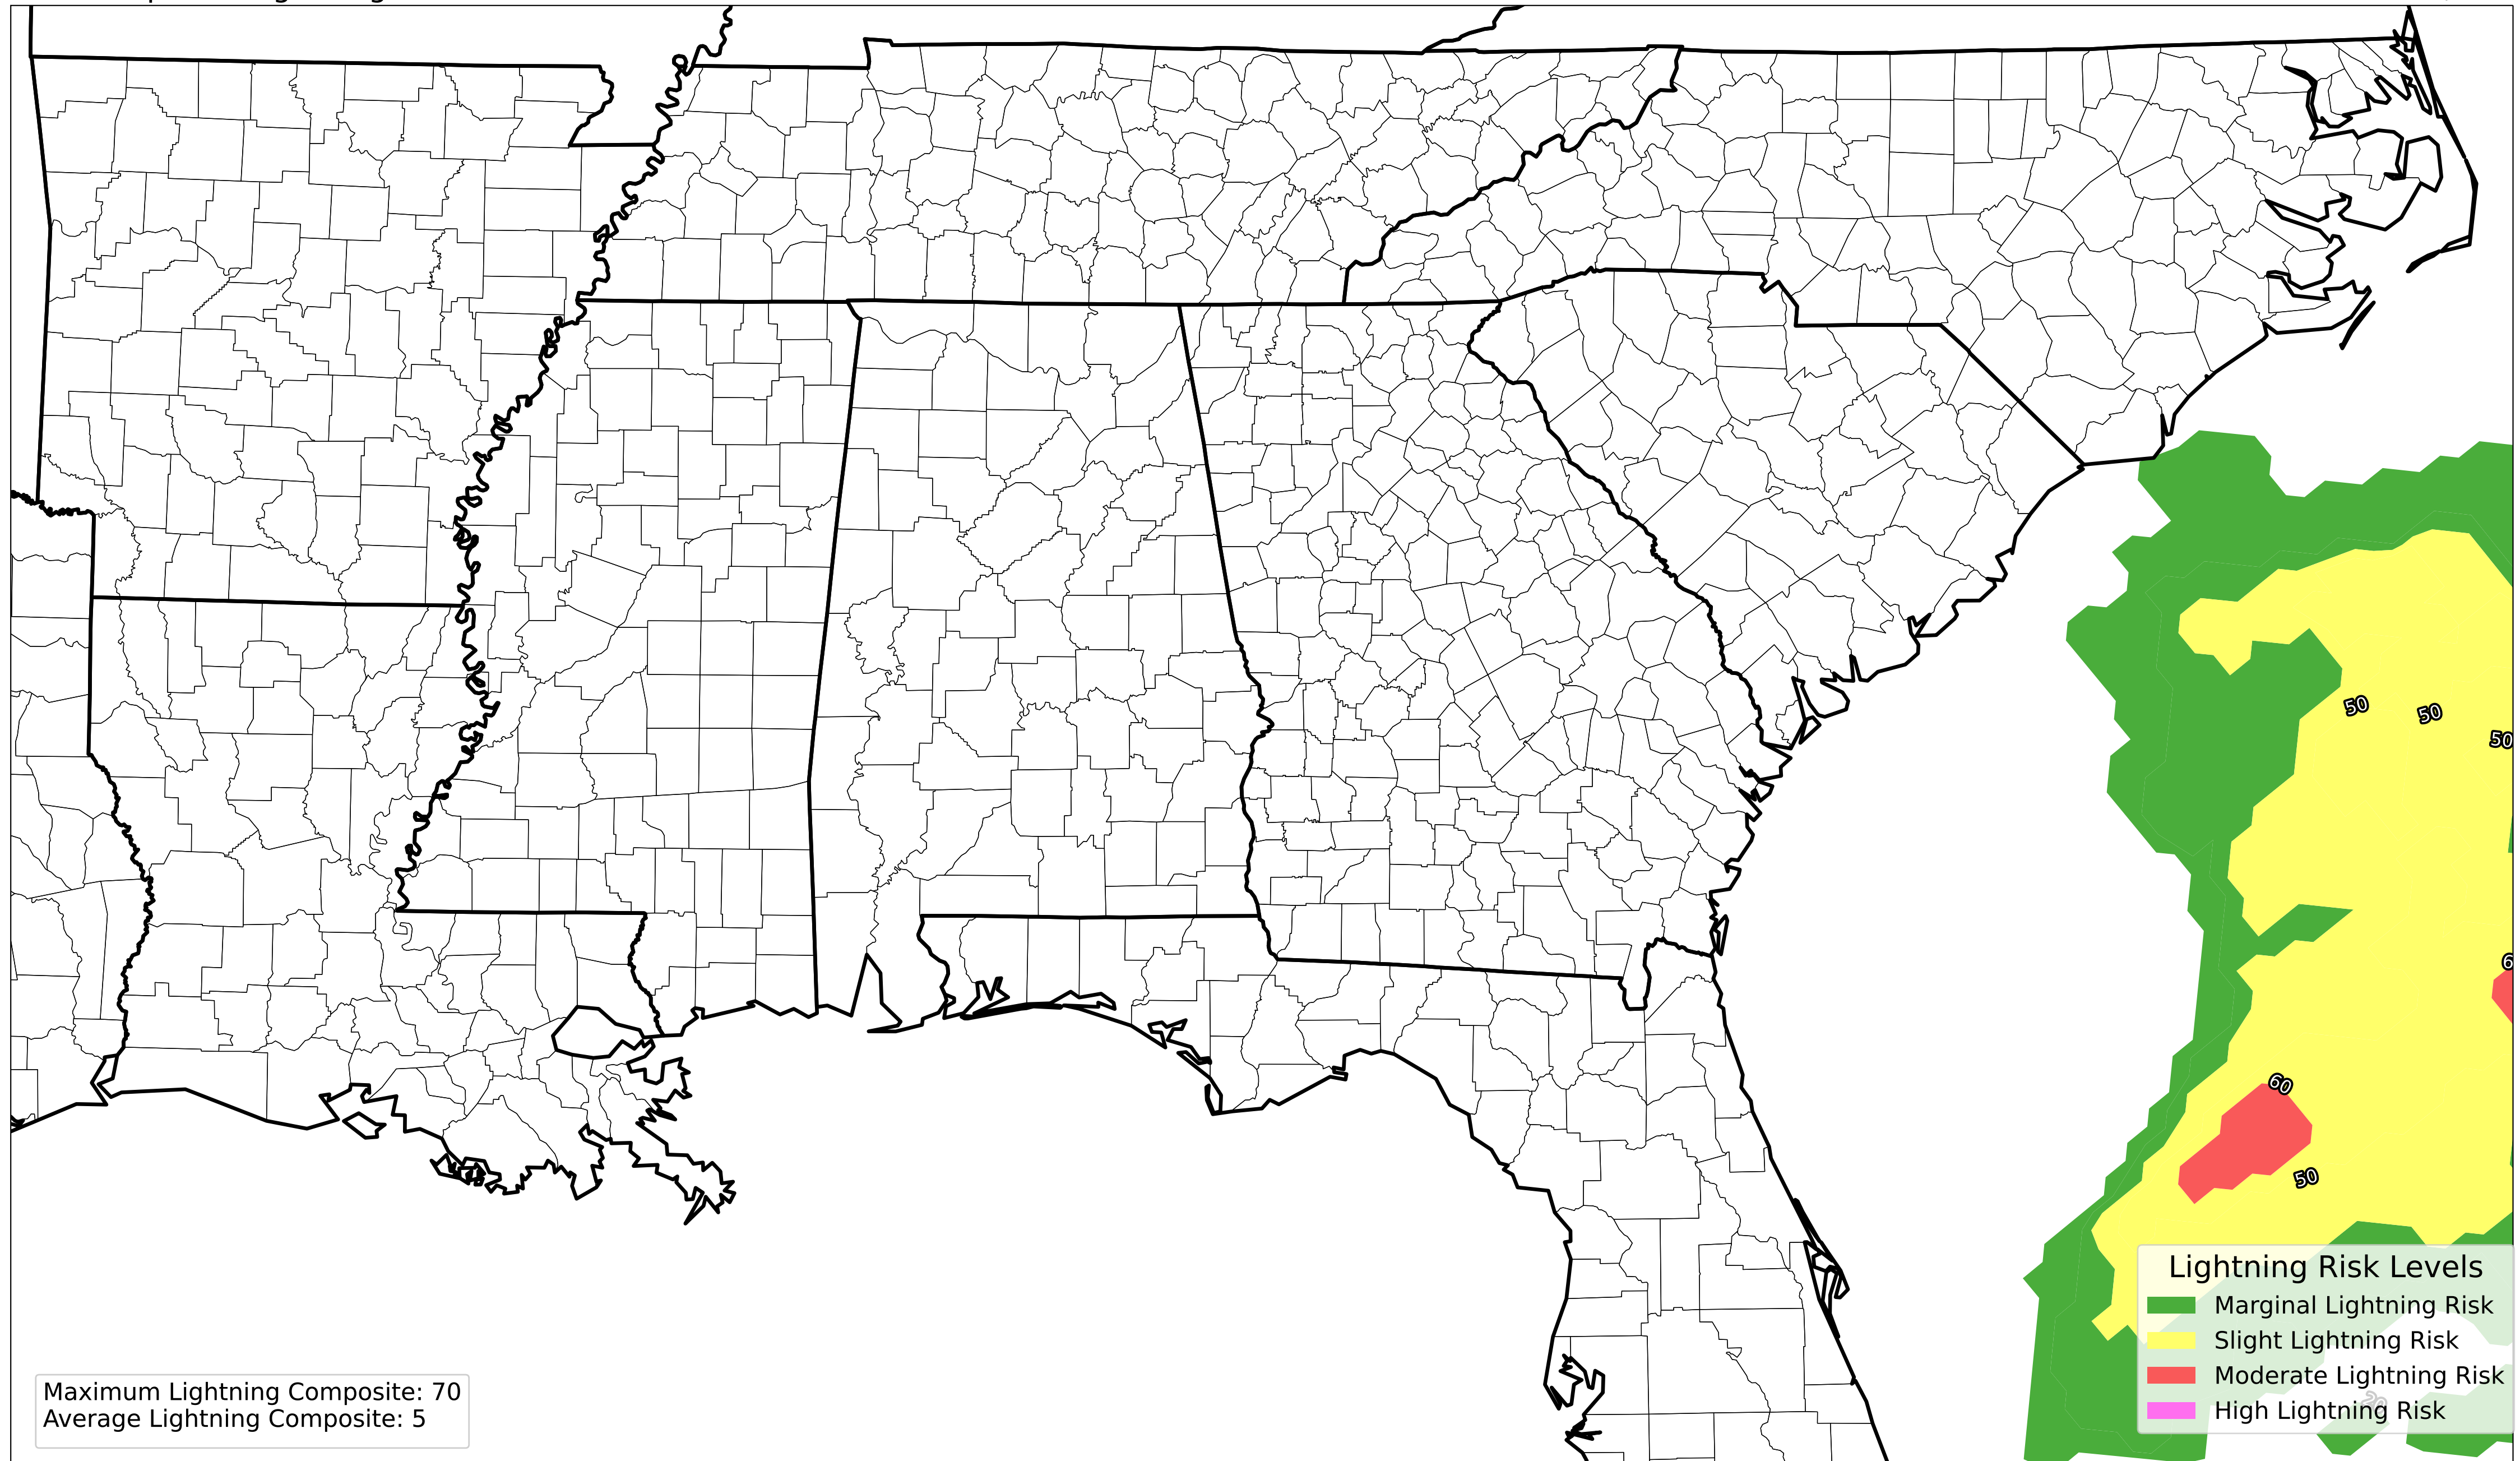 50
50
50
60
50
Lightning Risk Levels
Marginal Lightning Risk
Slight Lightning Risk
Moderate Lightning Risk
High Lightning Risk
20
Maximum Lightning Composite: 70
Average Lightning Composite: 5